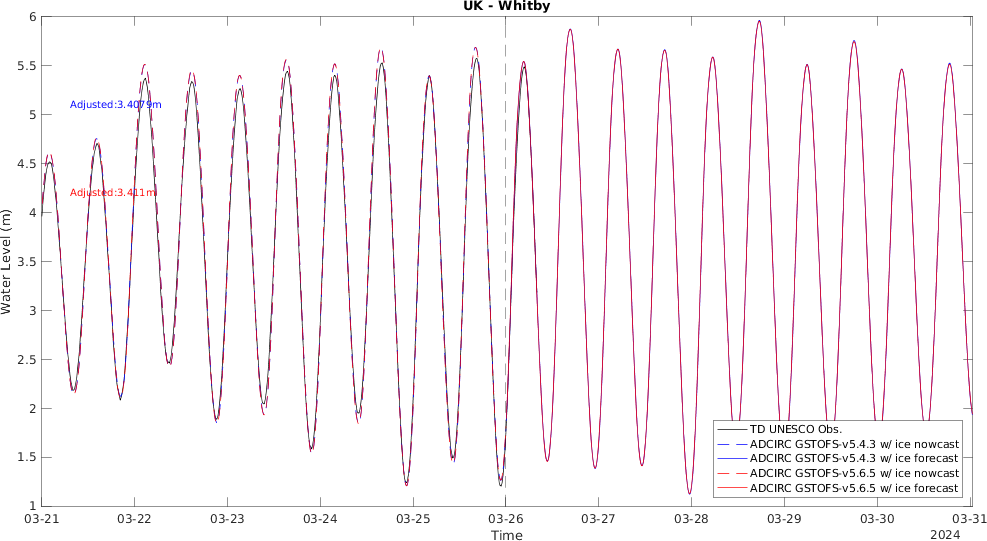 UK - Whitby
6
5.5
5
4.5
4
3.5
3
2.5
2
1.5
1
Water Level (m)
Adjusted:3.4079m
Adjusted:3.411m
TD UNESCO Obs.
ADCIRC GSTOFS-v5.4.3 w/ ice nowcast
ADCIRC GSTOFS-v5.4.3 w/ ice forecast
ADCIRC GSTOFS-v5.6.5 w/ ice nowcast
ADCIRC GSTOFS-v5.6.5 w/ ice forecast
03-21 03-22 03-23 03-24 03-25 03-26 03-27 03-28 03-29 03-30 03-31
Time
2024